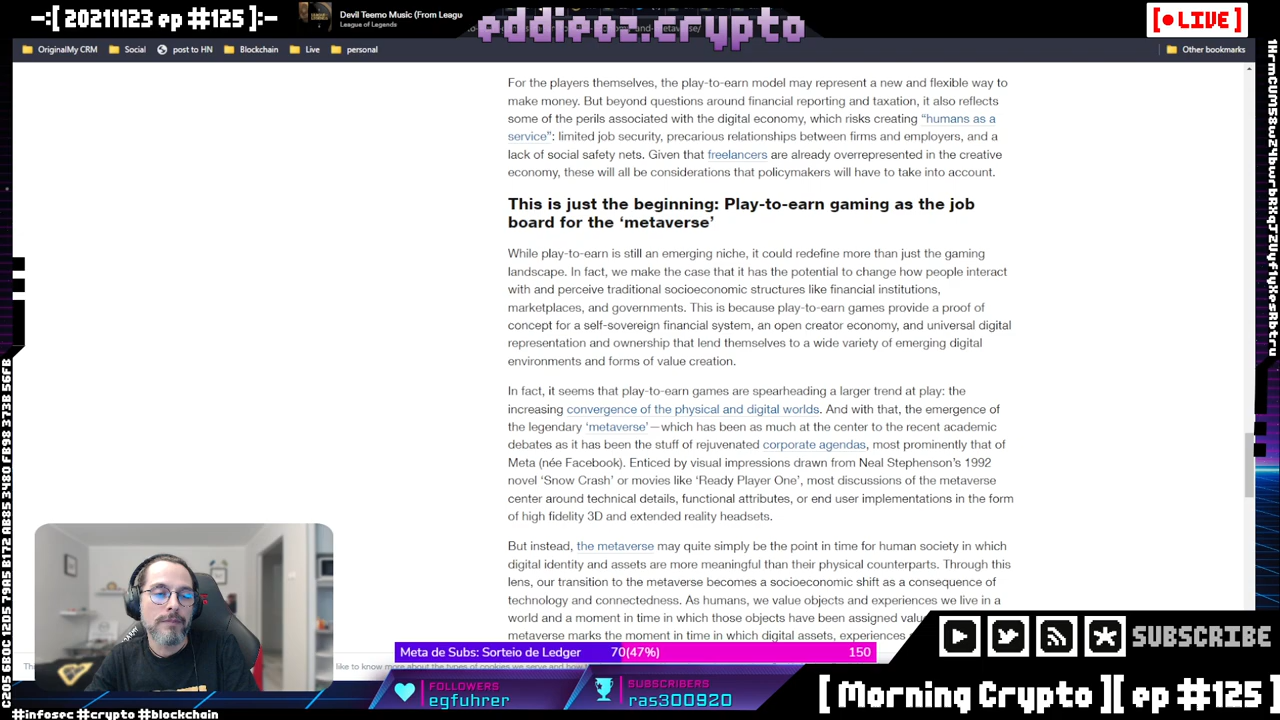 -:[ 20211123 ep #125 ]:-
Devil Teemo Music (From Leagu
League of Legends
eddieoz.crypto
[ LIVE ]
OriginalMy CRM
Social
post to HN
Blockchain
Live
personal
Other bookmarks
For the players themselves, the play-to-earn model may represent a new and flexible way to
make money. But beyond questions around financial reporting and taxation, it also reflects
some of the perils associated with the digital economy, which risks creating “humans as a
service”: limited job security, precarious relationships between firms and employers, and a
lack of social safety nets. Given that freelancers are already overrepresented in the creative
economy, these will all be considerations that policymakers will have to take into account.
This is just the beginning: Play-to-earn gaming as the job
board for the ‘metaverse’
While play-to-earn is still an emerging niche, it could redefine more than just the gaming
landscape. In fact, we make the case that it has the potential to change how people interact
with and perceive traditional socioeconomic structures like financial institutions,
marketplaces, and governments. This is because play-to-earn games provide a proof of
concept for a self-sovereign financial system, an open creator economy, and universal digital
representation and ownership that lend themselves to a wide variety of emerging digital
environments and forms of value creation.
In fact, it seems that play-to-earn games are spearheading a larger trend at play: the
increasing convergence of the physical and digital worlds. And with that, the emergence of
the legendary ‘metaverse’—which has been as much at the center to the recent academic
debates as it has been the stuff of rejuvenated corporate agendas, most prominently that of
Meta (née Facebook). Enticed by visual impressions drawn from Neal Stephenson’s 1992
novel ‘Snow Crash’ or movies like ‘Ready Player One’, most discussions of the metaverse
center around technical details, functional attributes, or end user implementations in the form
of high fidelity 3D and extended reality headsets.
But instead, the metaverse may quite simply be the point in time for human society in which
digital identity and assets are more meaningful than their physical counterparts. Through this
lens, our transition to the metaverse becomes a socioeconomic shift as a consequence of
technology and connectedness. As humans, we value objects and experiences we live in a
world and a moment in time in which those objects have been assigned
metaverse marks the moment in time in which digital assets, experiences
like to know more about the types of cookies we serve and how
Meta de Subs: Sorteio de Ledger
70(47%)
150
FOLLOWERS
egfuhrer
SUBSCRIBERS
ras300920
SUBSCRIBE
[ Morning Crypto ][ ep #125 ]
#infosec #crypto #blockchain